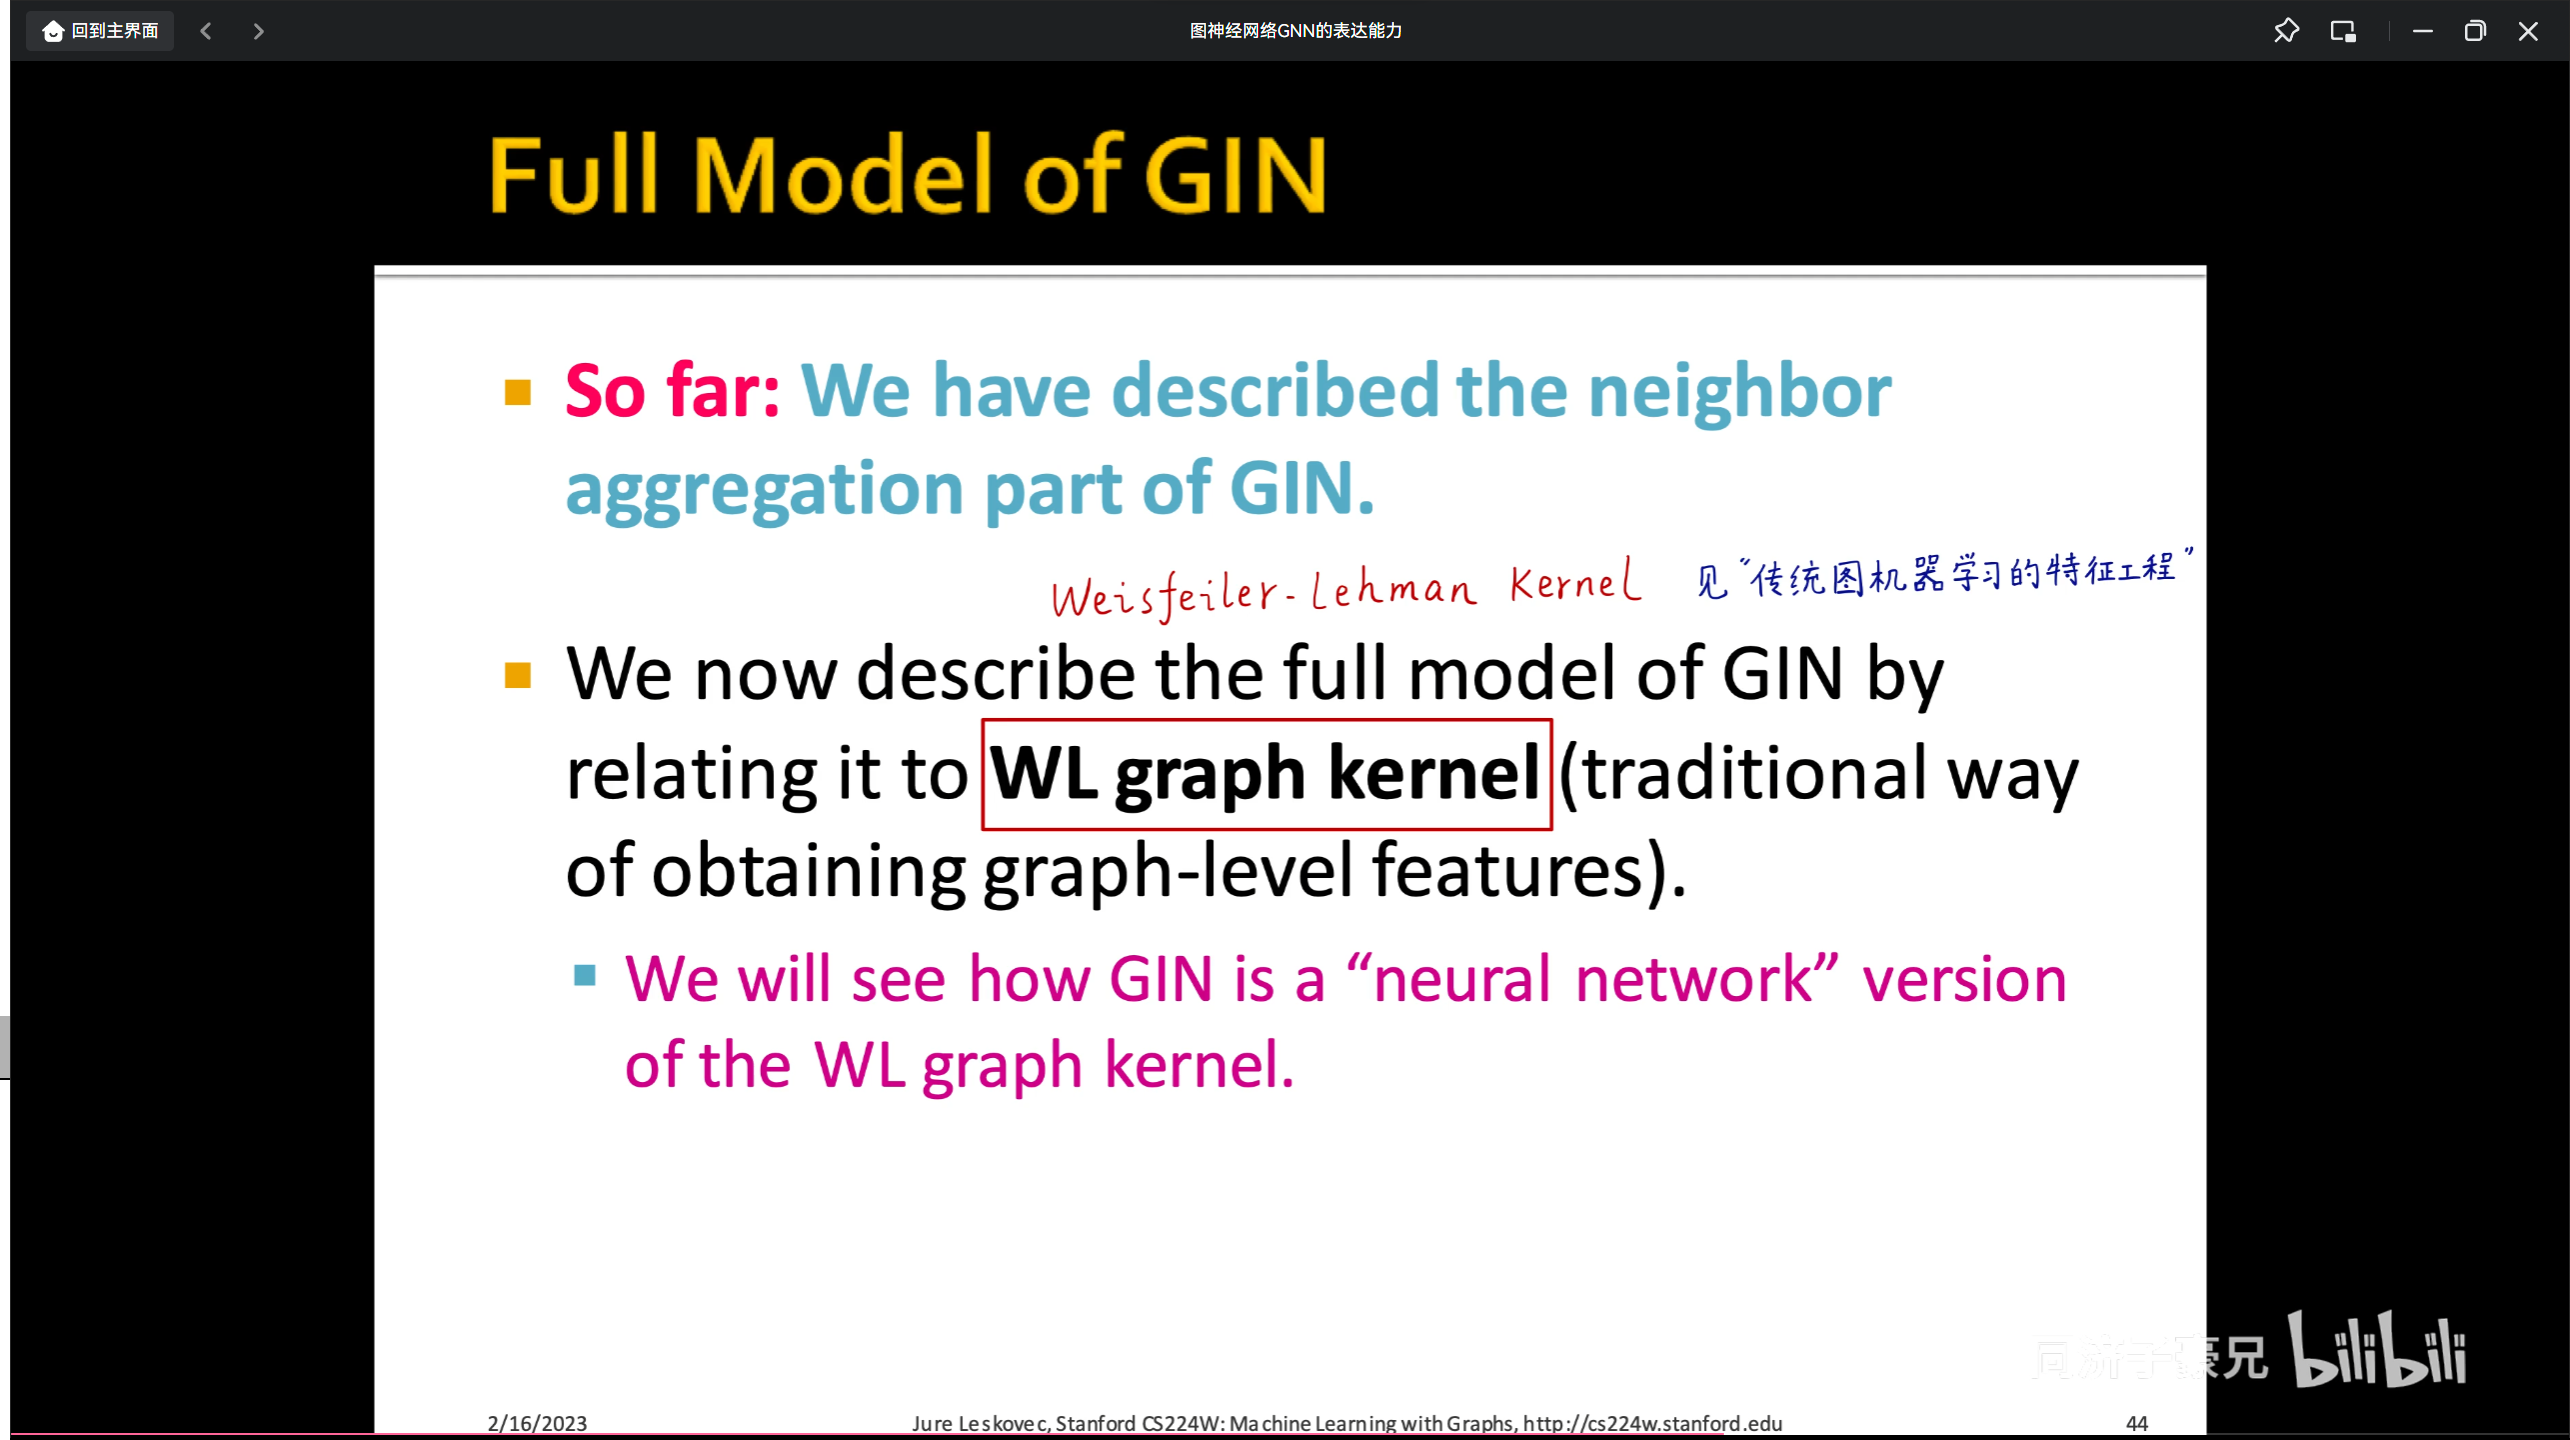 回到主界面
图神经网络GNN的表达能力
Full Model of GIN
So far: We have described the neighbor
aggregation part of GIN.
Weisfeiler-Lehman Kernel 见"传统图机器学习的特征工程"
We now describe the full model of GIN by
relating it to WL graph kernel (traditional way
of obtaining graph-level features).
We will see how GIN is a “neural network” version
of the WL graph kernel.
同济子豪兄 bilibili
2/16/2023 Jure Leskovec, Stanford CS224W: Machine Learning with Graphs, http://cs224w.stanford.edu 44